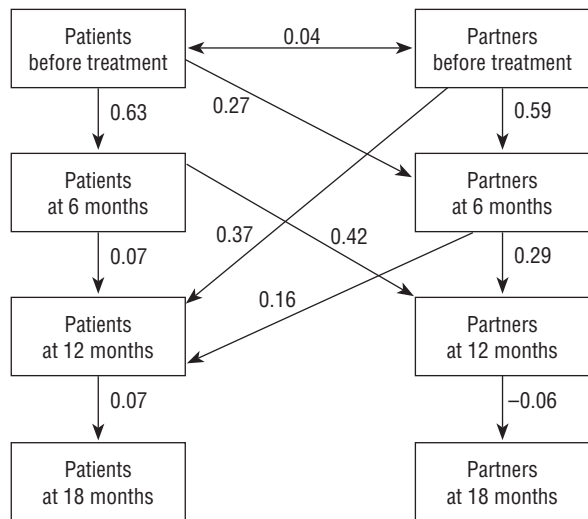 Patients
before treatment
0.04
Partners
before treatment
0.63
0.27
0.59
Patients
at 6 months
Partners
at 6 months
0.07
0.37
0.42
0.29
0.16
Patients
at 12 months
Partners
at 12 months
0.07
–0.06
Patients
at 18 months
Partners
at 18 months